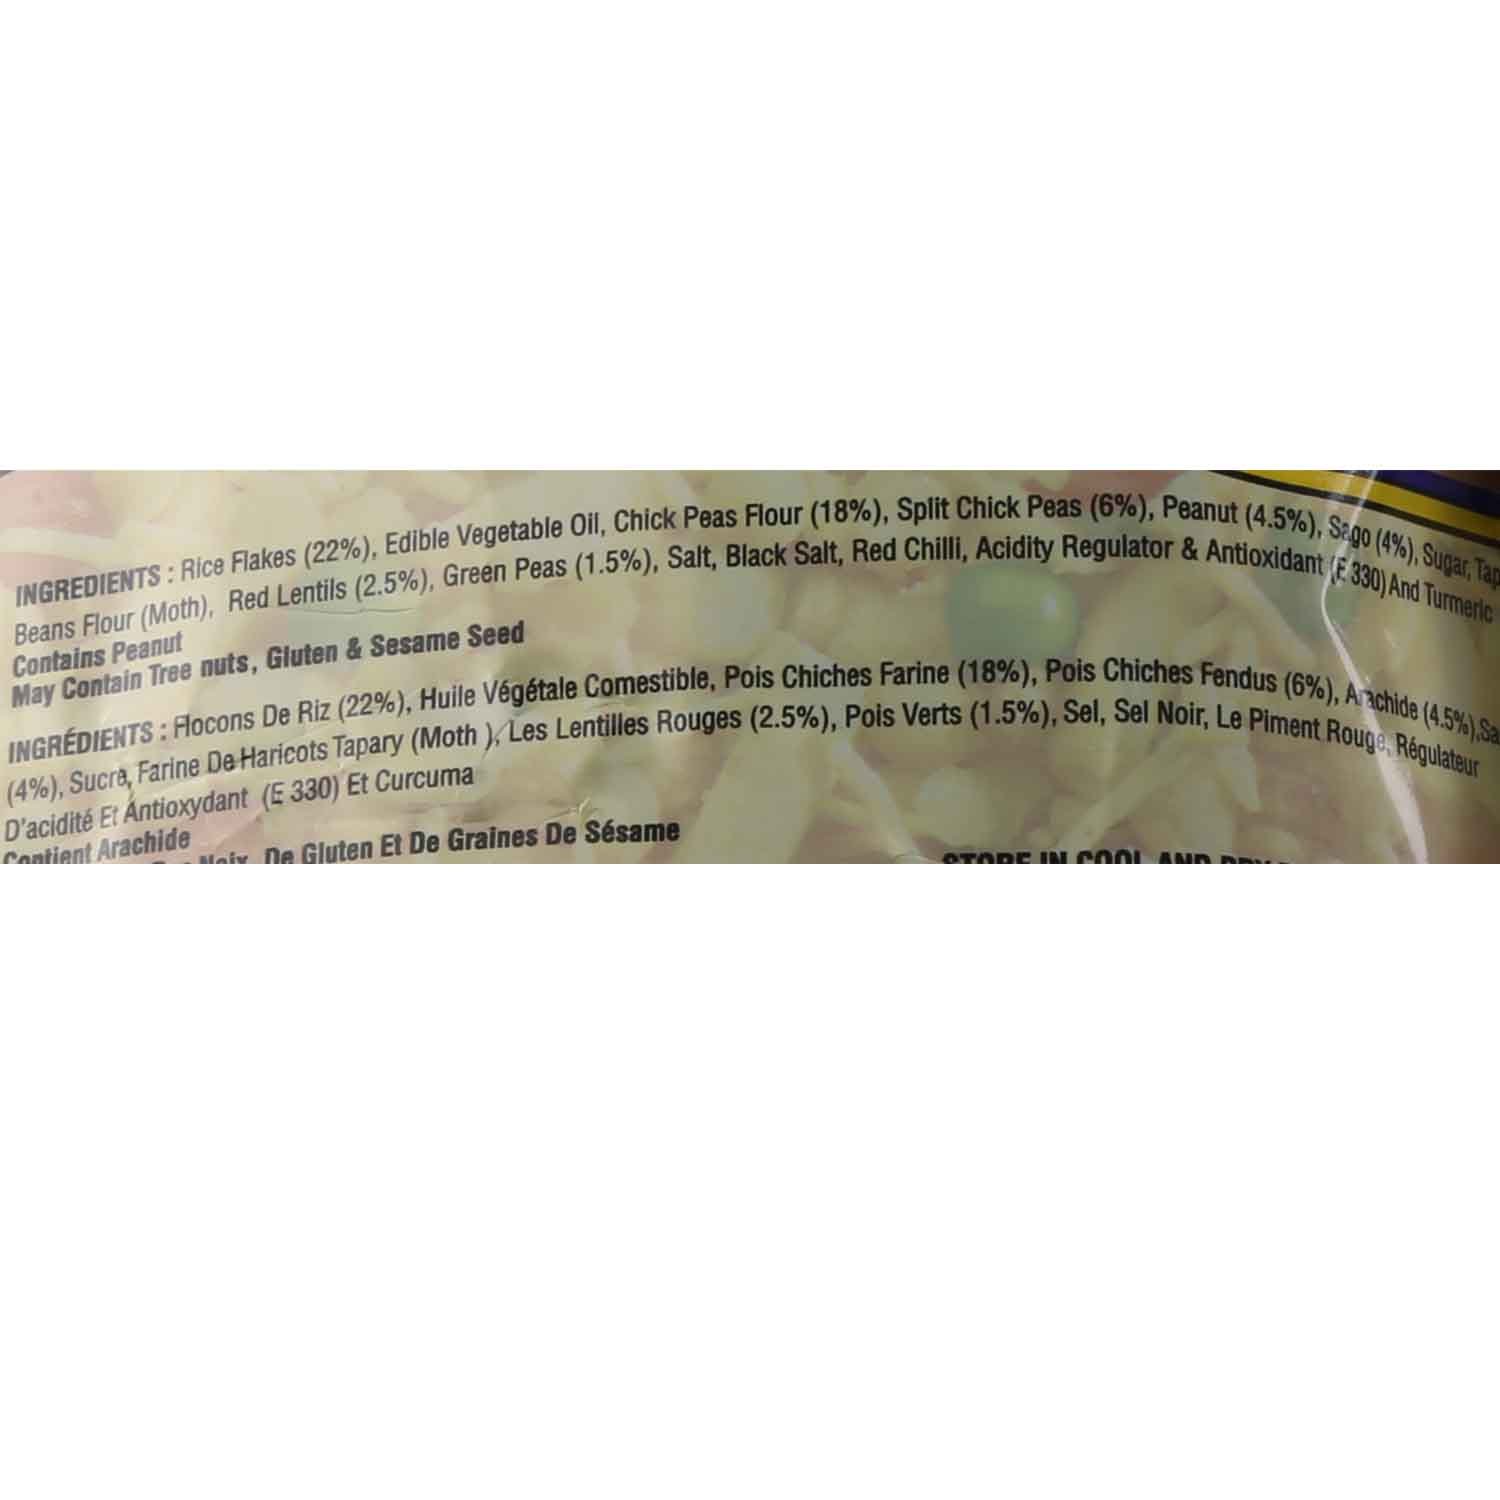 INGREDIENTS : Rice Flakes (22%), Edible Vegetable Oil, Chick Peas Flour (18%), Split Chick Peas (6%), Peanut (4.5%), Sago (4%), Sugar,
Beans Flour (Moth), Red Lentils (2.5%), Green Peas (1.5%), Salt, Black Salt, Red Chilli, Acidity Regulator & Antioxidant (E 330) And Turmeric
Contains Peanut
May Contain Tree nuts, Gluten & Sesame Seed
INGRÉDIENTS : Flocons De Riz (22%), Huile Végétale Comestible, Pois Chiches Farine (18%), Pois Chiches Fendus (6%), Arachide (4.5%),
(4%), Sucre, Farine De Haricots Tapary (Moth ), Les Lentilles Rouges (2.5%), Pois Verts (1.5%), Sel, Sel Noir, Le Piment Rouge, Régulateur
D'acidité Et Antioxydant (E 330) Et Curcuma
Contient Arachide
Noix, De Gluten Et De Graines De Sésame
STORE IN COOL AND DRY